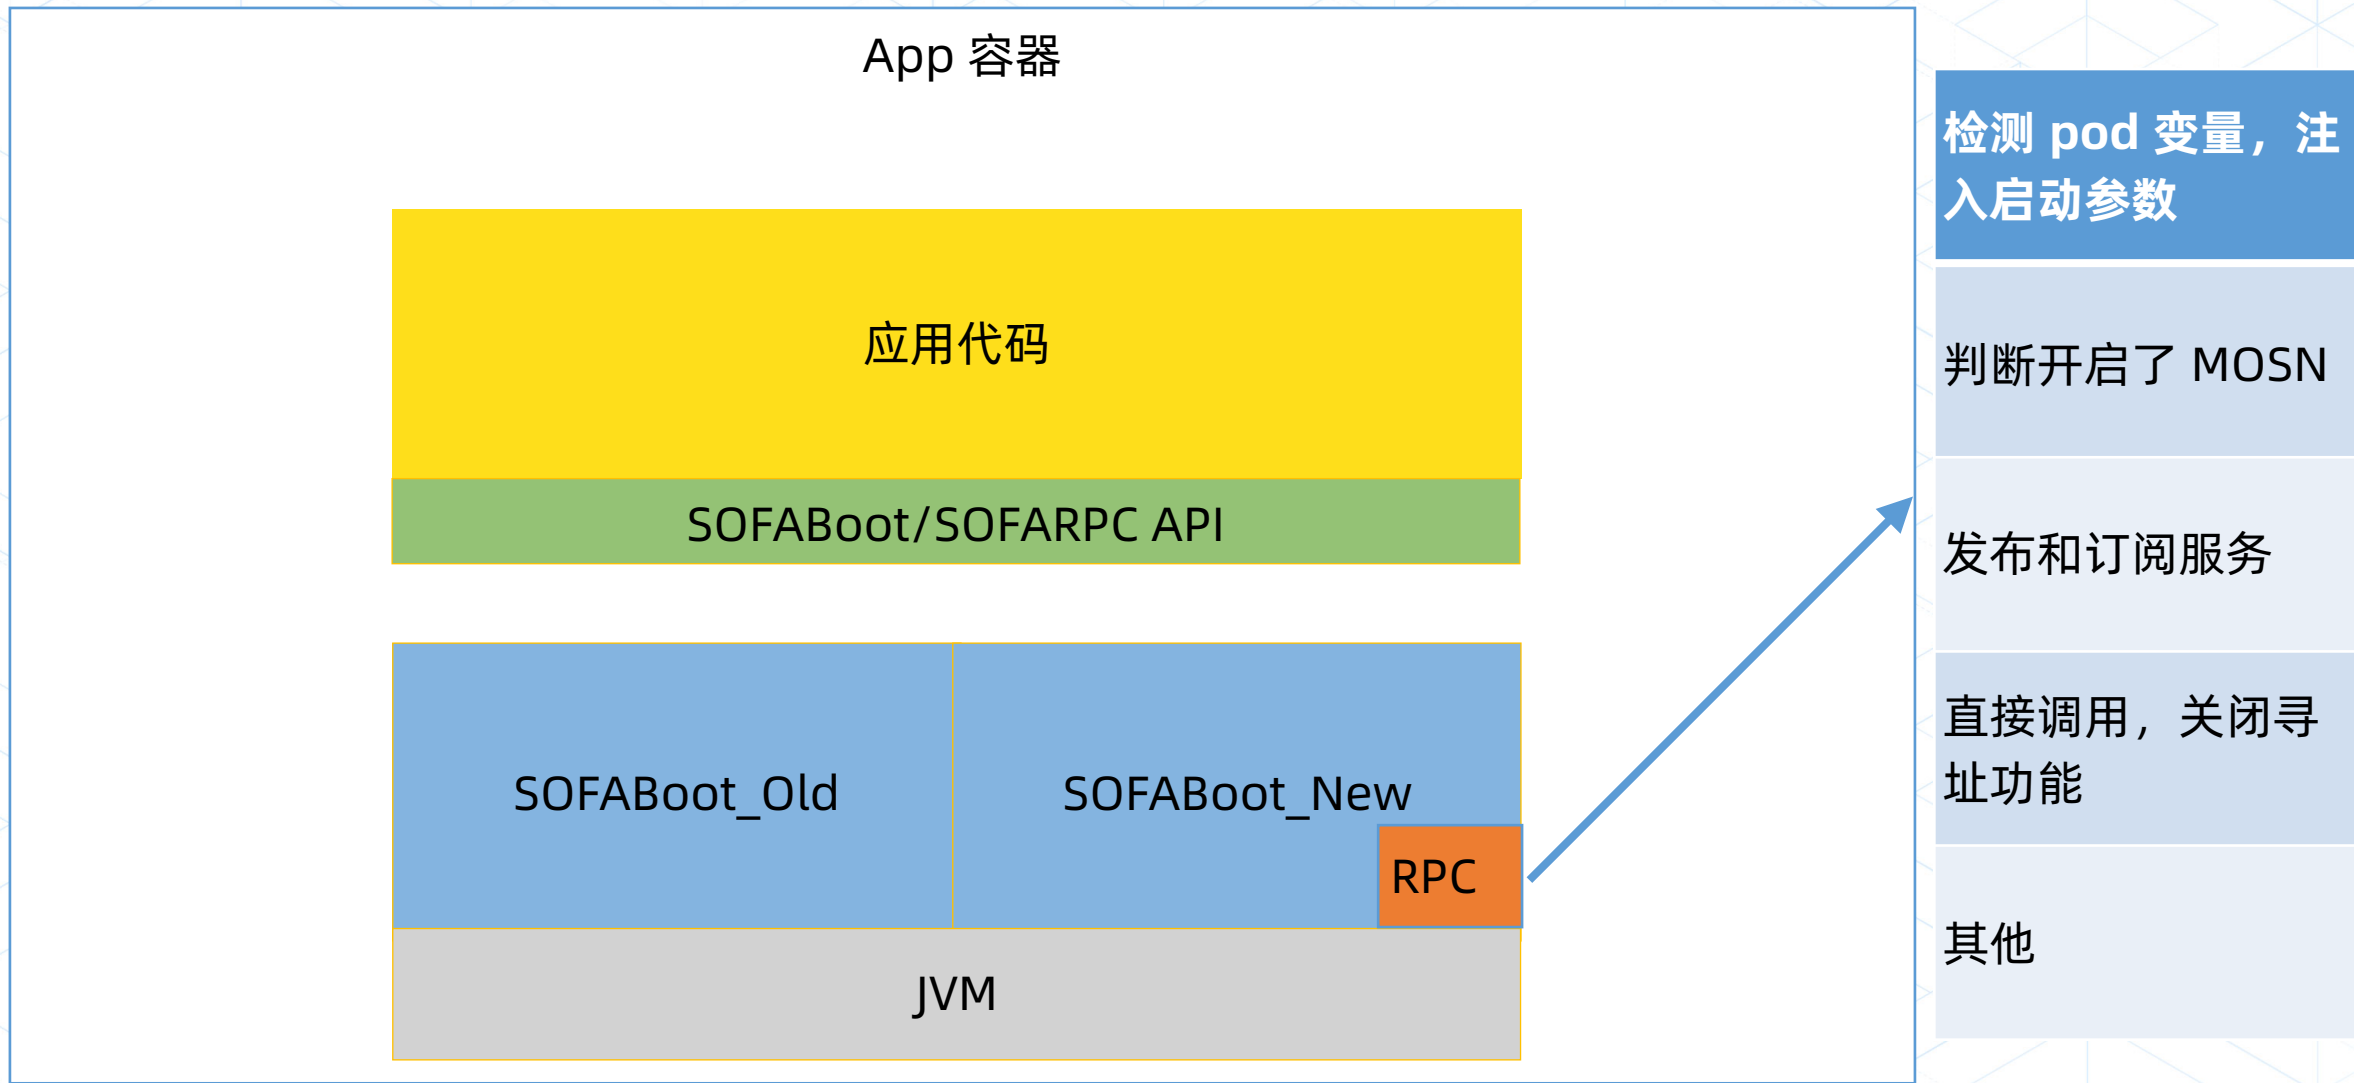 App 容器
应用代码
SOFABoot/SOFARPC API
SOFABoot_Old
SOFABoot_New
RPC
JVM
检测 pod 变量，注
入启动参数
判断开启了 MOSN
发布和订阅服务
直接调用，关闭寻
址功能
其他